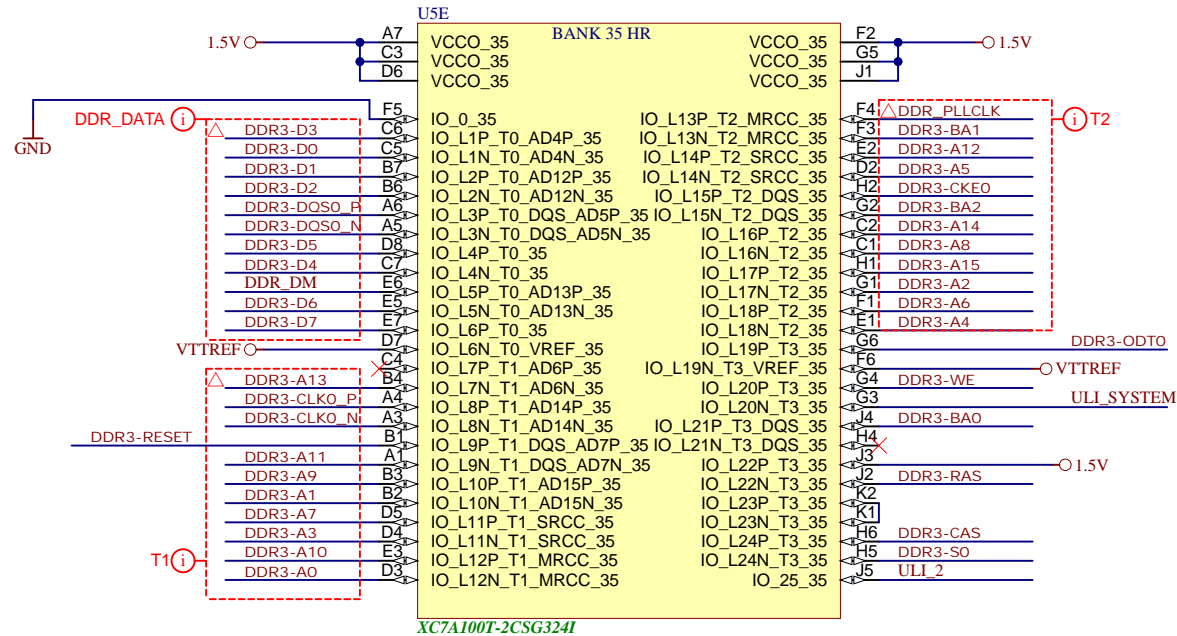 U5E
BANK 35 HR
1.5V A7 VCCO_35 VCCO_35 F2 1.5V
C3 VCCO_35 VCCO_35 G5
D6 VCCO_35 VCCO_35 J1
GND F5 IO_0_35 IO_L13P_T2_MRCC_35 F4 DDR_PLLCLK
DDR_DATA i T2 i
DDR3-D3 C6 IO_L1P_T0_AD4P_35 IO_L13N_T2_MRCC_35 F3 DDR3-BA1
DDR3-D0 C5 IO_L1N_T0_AD4N_35 IO_L14P_T2_SRCC_35 E2 DDR3-A12
DDR3-D1 B7 IO_L2P_T0_AD12P_35 IO_L14N_T2_SRCC_35 D2 DDR3-A5
DDR3-D2 B6 IO_L2N_T0_AD12N_35 IO_L15P_T2_DQS_35 H2 DDR3-CKE0
DDR3-DQS0_P A6 IO_L3P_T0_DQS_AD5P_35 IO_L15N_T2_DQS_35 G2 DDR3-BA2
DDR3-DQS0_N A5 IO_L3N_T0_DQS_AD5N_35 IO_L16P_T2_35 C2 DDR3-A14
DDR3-D5 D8 IO_L4P_T0_35 IO_L16N_T2_35 C1 DDR3-A8
DDR3-D4 C7 IO_L4N_T0_35 IO_L17P_T2_35 H1 DDR3-A15
DDR_DM E6 IO_L5P_T0_AD13P_35 IO_L17N_T2_35 G1 DDR3-A2
DDR3-D6 E5 IO_L5N_T0_AD13N_35 IO_L18P_T2_35 F1 DDR3-A6
DDR3-D7 E7 IO_L6P_T0_35 IO_L18N_T2_35 E1 DDR3-A4
VTTREF D7 IO_L6N_T0_VREF_35 IO_L19P_T3_35 G6 DDR3-ODT0
C4 IO_L7P_T1_AD6P_35 IO_L19N_T3_VREF_35 F6 VTTREF
DDR3-A13 B4 IO_L7N_T1_AD6N_35 IO_L20P_T3_35 G4 DDR3-WE
DDR3-CLK0_P A4 IO_L8P_T1_AD14P_35 IO_L20N_T3_35 G3 ULI_SYSTEM
DDR3-CLK0_N A3 IO_L8N_T1_AD14N_35 IO_L21P_T3_DQS_35 J4 DDR3-BA0
DDR3-RESET B1 IO_L9P_T1_DQS_AD7P_35 IO_L21N_T3_DQS_35 H4
DDR3-A11 A1 IO_L9N_T1_DQS_AD7N_35 IO_L22P_T3_35 J3 1.5V
DDR3-A9 B3 IO_L10P_T1_AD15P_35 IO_L22N_T3_35 J2 DDR3-RAS
DDR3-A1 B2 IO_L10N_T1_AD15N_35 IO_L23P_T3_35 K2
DDR3-A7 D5 IO_L11P_T1_SRCC_35 IO_L23N_T3_35 K1
DDR3-A3 D4 IO_L11N_T1_SRCC_35 IO_L24P_T3_35 H6 DDR3-CAS
T1 i DDR3-A10 E3 IO_L12P_T1_MRCC_35 IO_L24N_T3_35 H5 DDR3-S0
DDR3-A0 D3 IO_L12N_T1_MRCC_35 IO_25_35 J5 ULI_2
XC7A100T-2CSG324I